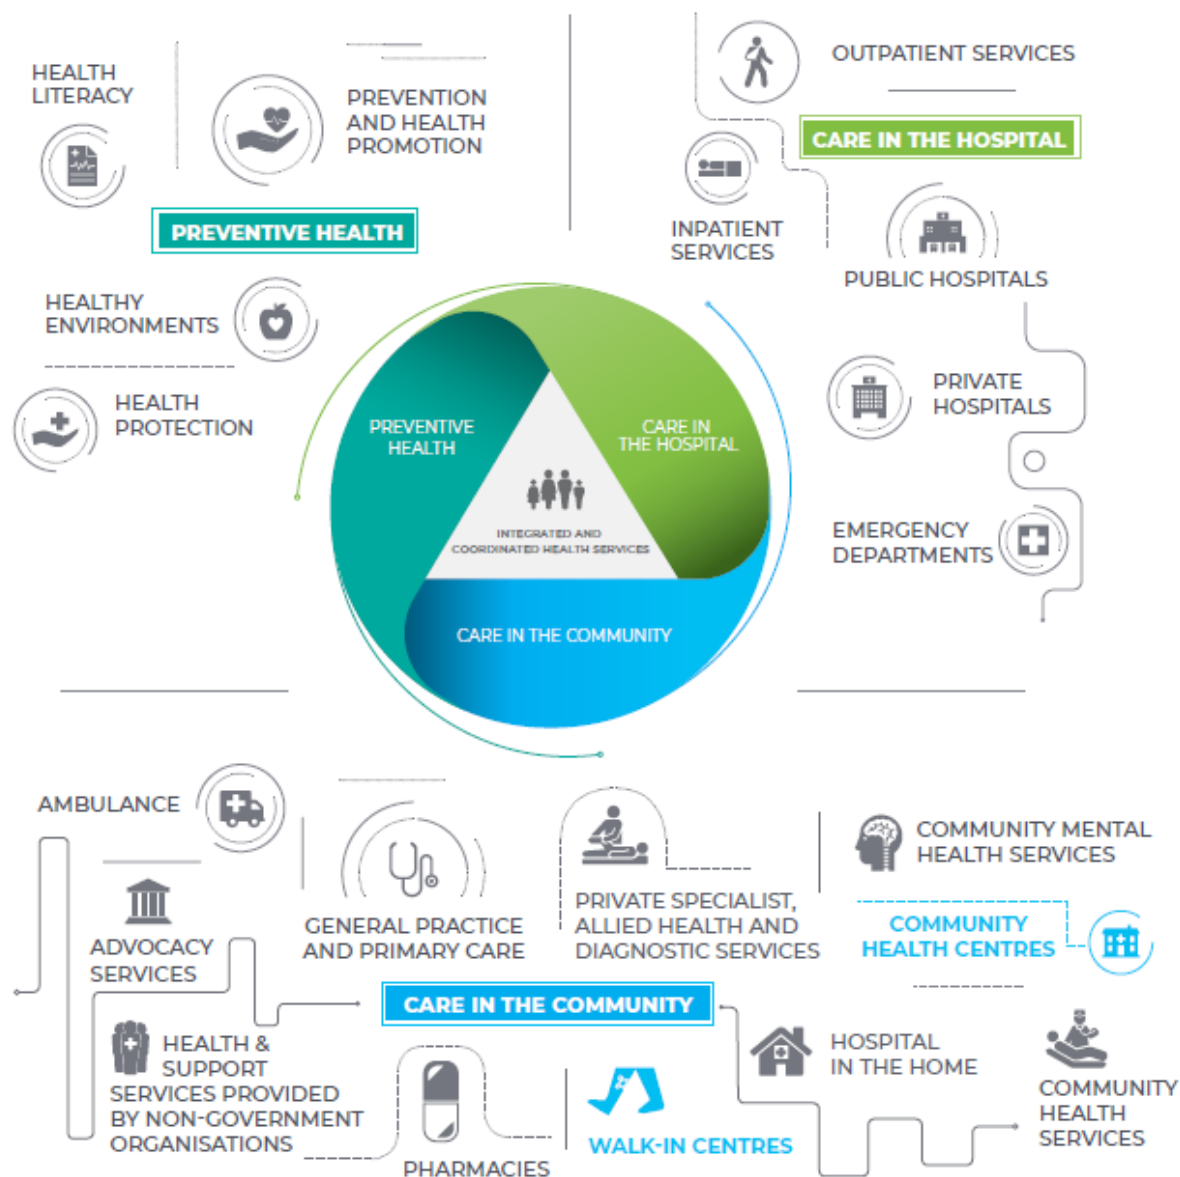 HEALTH
LITERACY
PREVENTION
AND HEALTH
PROMOTION
PREVENTIVE HEALTH
HEALTHY
ENVIRONMENTS
HEALTH
PROTECTION
OUTPATIENT SERVICES
CARE IN THE HOSPITAL
INPATIENT
SERVICES
PUBLIC HOSPITALS
PRIVATE
HOSPITALS
EMERGENCY
DEPARTMENTS
PREVENTIVE
HEALTH
CARE IN
THE HOSPITAL
INTEGRATED AND
COORDINATED HEALTH SERVICES
CARE IN THE COMMUNITY
AMBULANCE
ADVOCACY
SERVICES
GENERAL PRACTICE
AND PRIMARY CARE
PRIVATE SPECIALIST,
ALLIED HEALTH AND
DIAGNOSTIC SERVICES
COMMUNITY MENTAL
HEALTH SERVICES
COMMUNITY
HEALTH CENTRES
CARE IN THE COMMUNITY
HEALTH &
SUPPORT
SERVICES PROVIDED
BY NON-GOVERNMENT
ORGANISATIONS
PHARMACIES
WALK-IN CENTRES
HOSPITAL
IN THE HOME
COMMUNITY
HEALTH
SERVICES